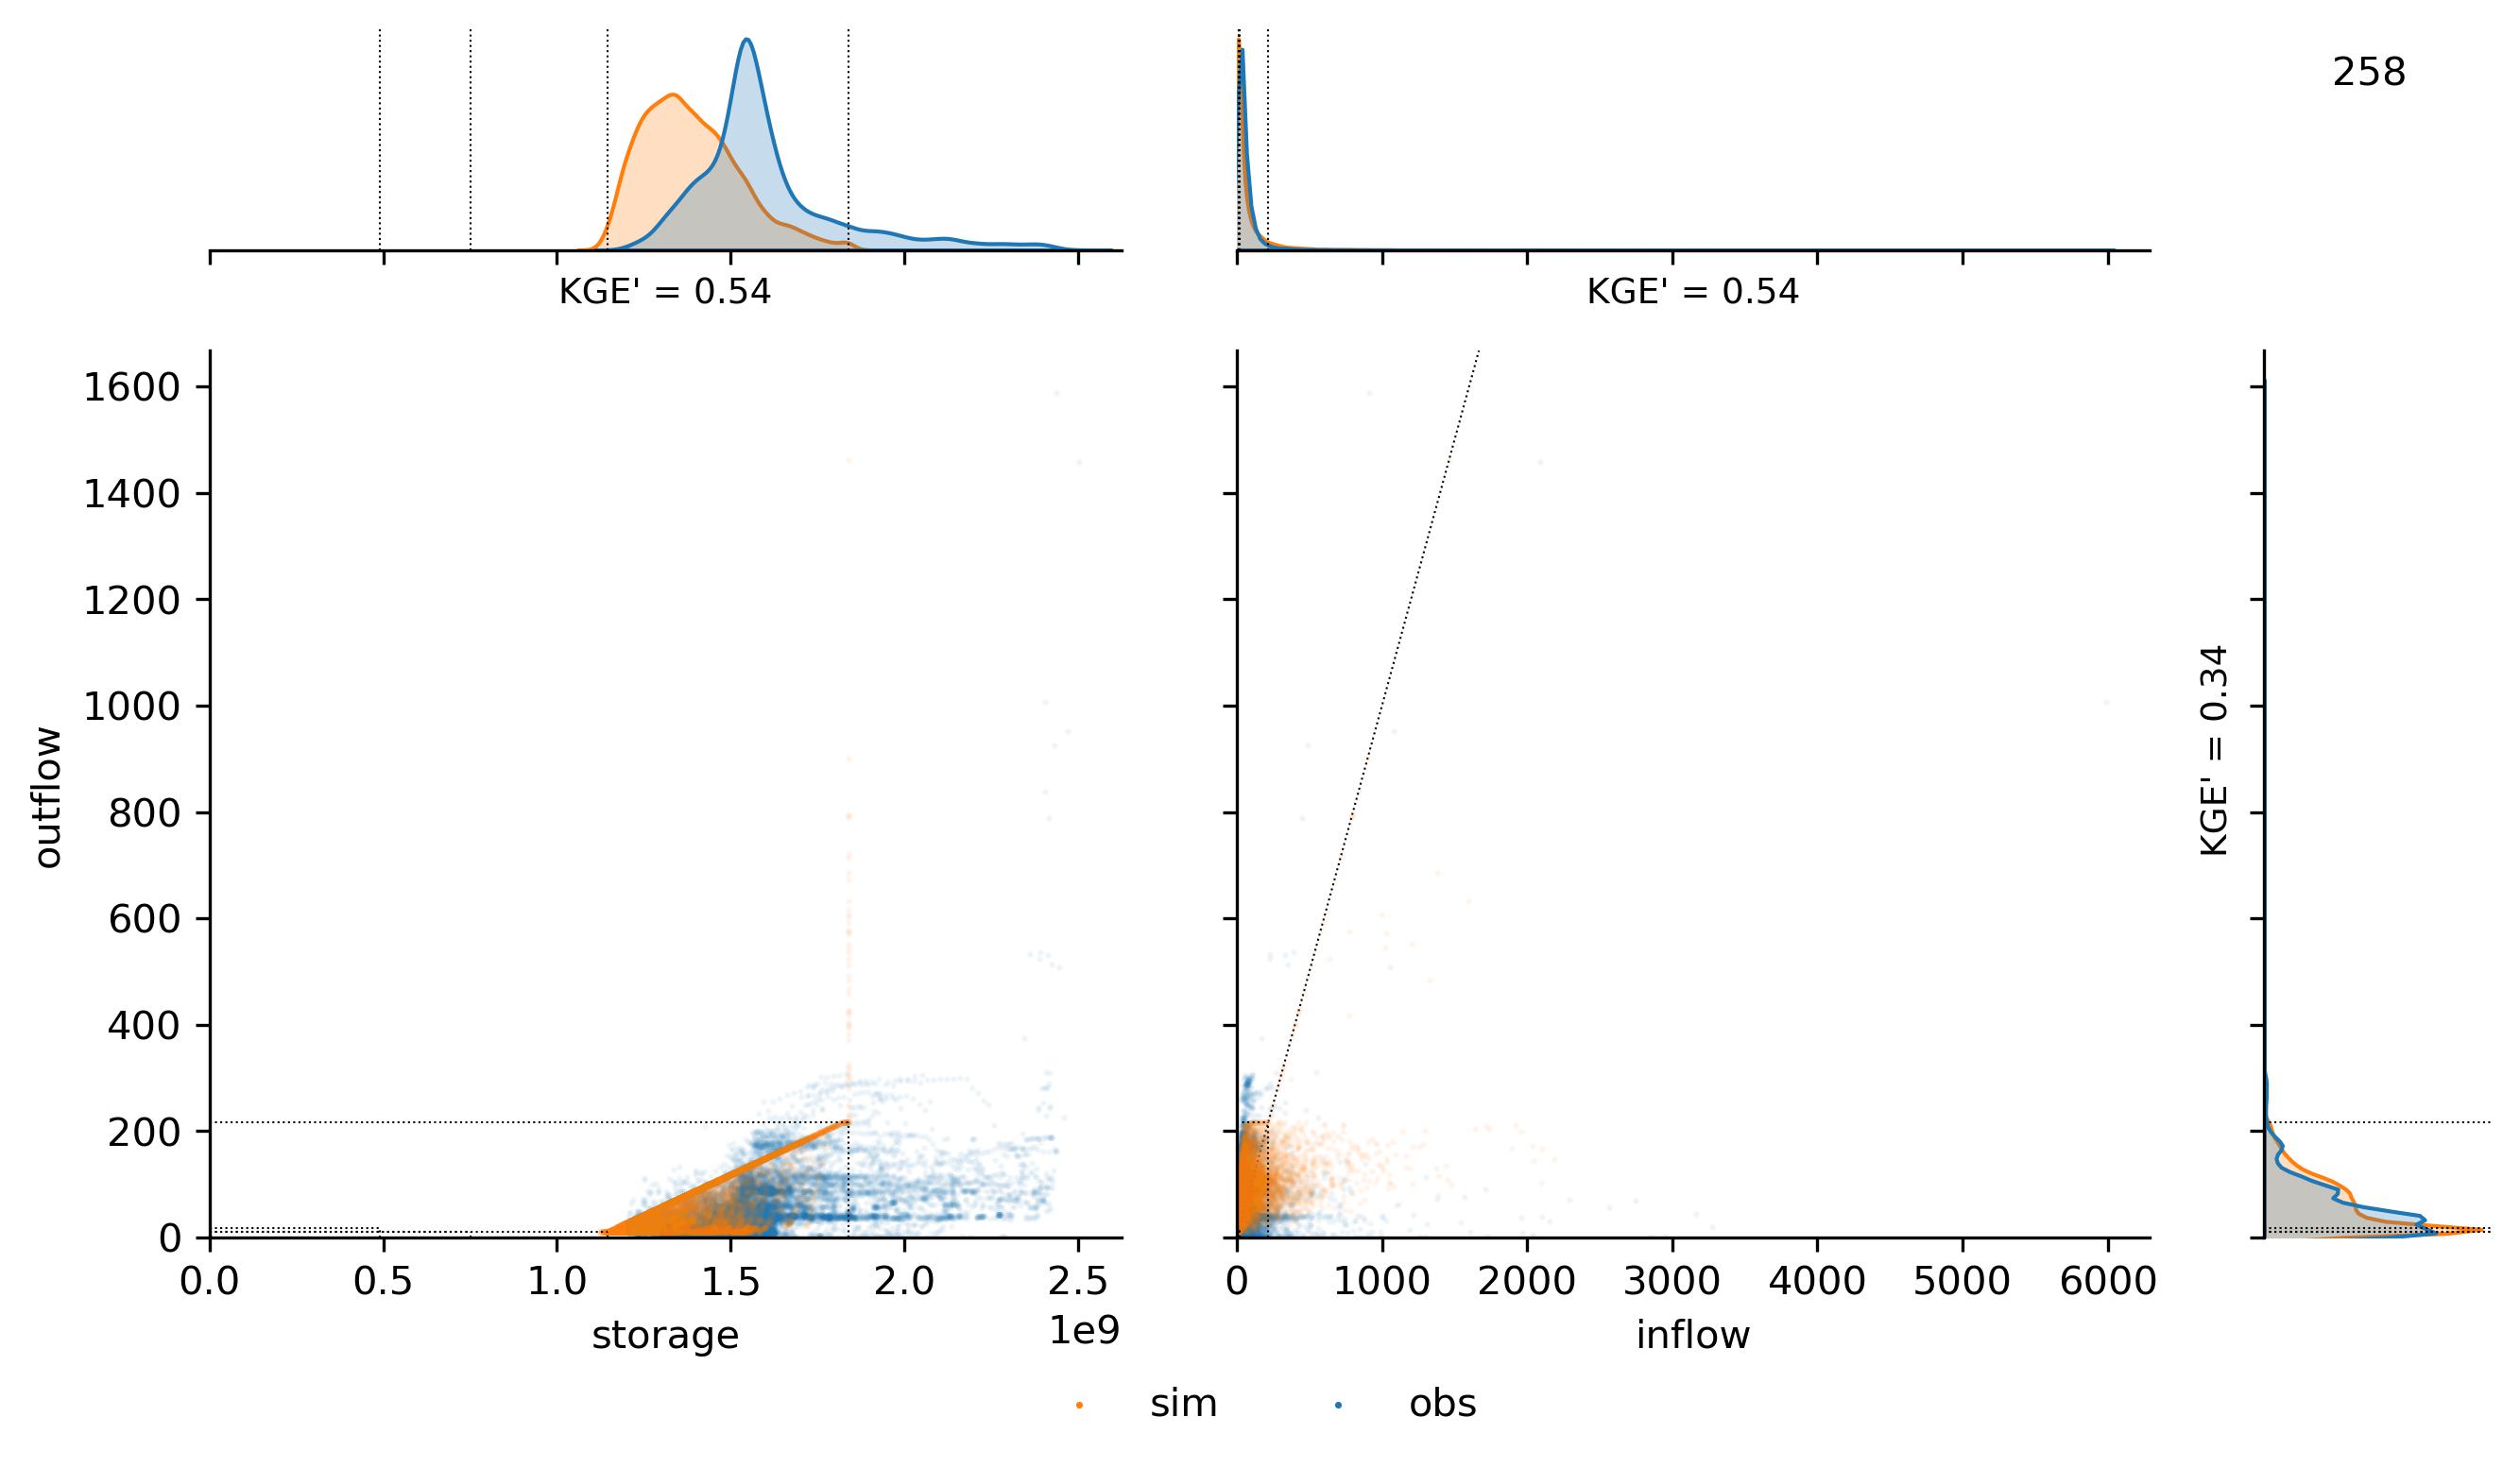 258
KGE' = 0.54
KGE' = 0.54
1600
1400
1200
1000
800
600
400
200
0
outflow
KGE' = 0.34
0.0 0.5 1.0 1.5 2.0 2.5
1e9
storage
0 1000 2000 3000 4000 5000 6000
inflow
sim obs